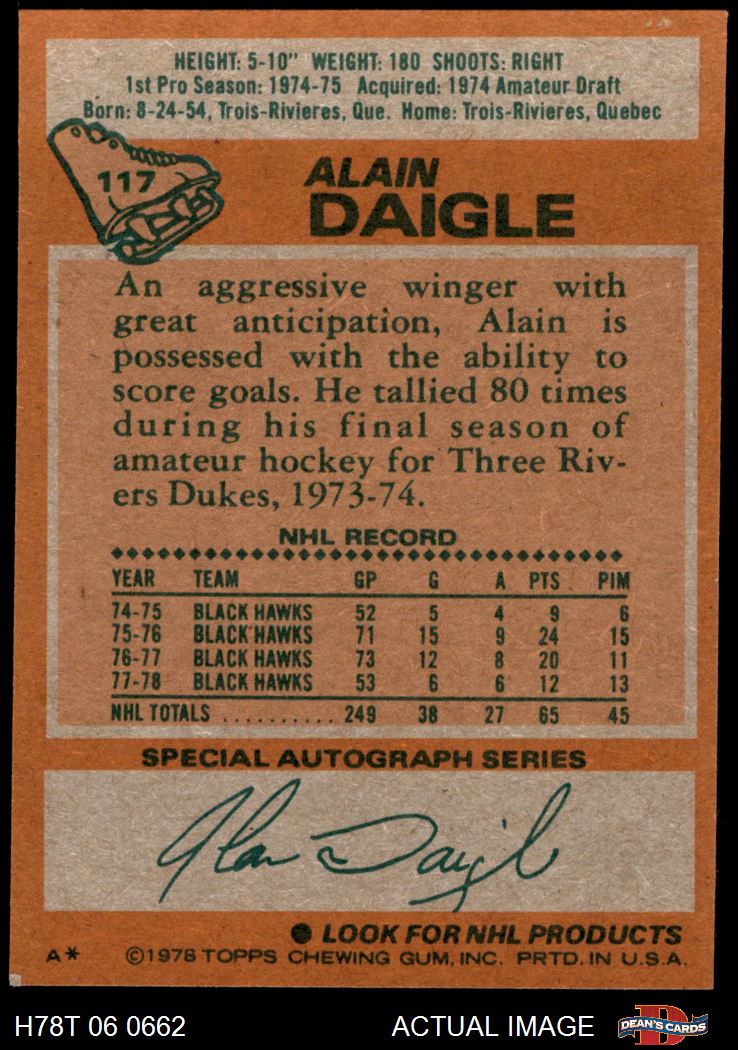 HEIGHT: 5-10" WEIGHT: 180 SHOOTS: RIGHT
1st Pro Season: 1974-75 Acquired: 1974 Amateur Draft
Born: 8-24-54, Trois-Rivieres, Que. Home: Trois-Rivieres, Quebec
117
ALAIN
DAIGLE
An aggressive winger with
great anticipation, Alain is
possessed with the ability to
score goals. He tallied 80 times
during his final season of
amateur hockey for Three Riv-
ers Dukes, 1973-74.
NHL RECORD
YEAR TEAM GP G A PTS PIM
74-75 BLACK HAWKS 52 5 4 9 6
75-76 BLACK HAWKS 71 15 9 24 15
76-77 BLACK HAWKS 73 12 8 20 11
77-78 BLACK HAWKS 53 6 6 12 13
NHL TOTALS .......... 249 38 27 65 45
SPECIAL AUTOGRAPH SERIES
Alain Daigle
● LOOK FOR NHL PRODUCTS
A* ©1978 TOPPS CHEWING GUM, INC. PRTD. IN U.S.A.
H78T 06 0662 ACTUAL IMAGE D DEAN'S CARDS